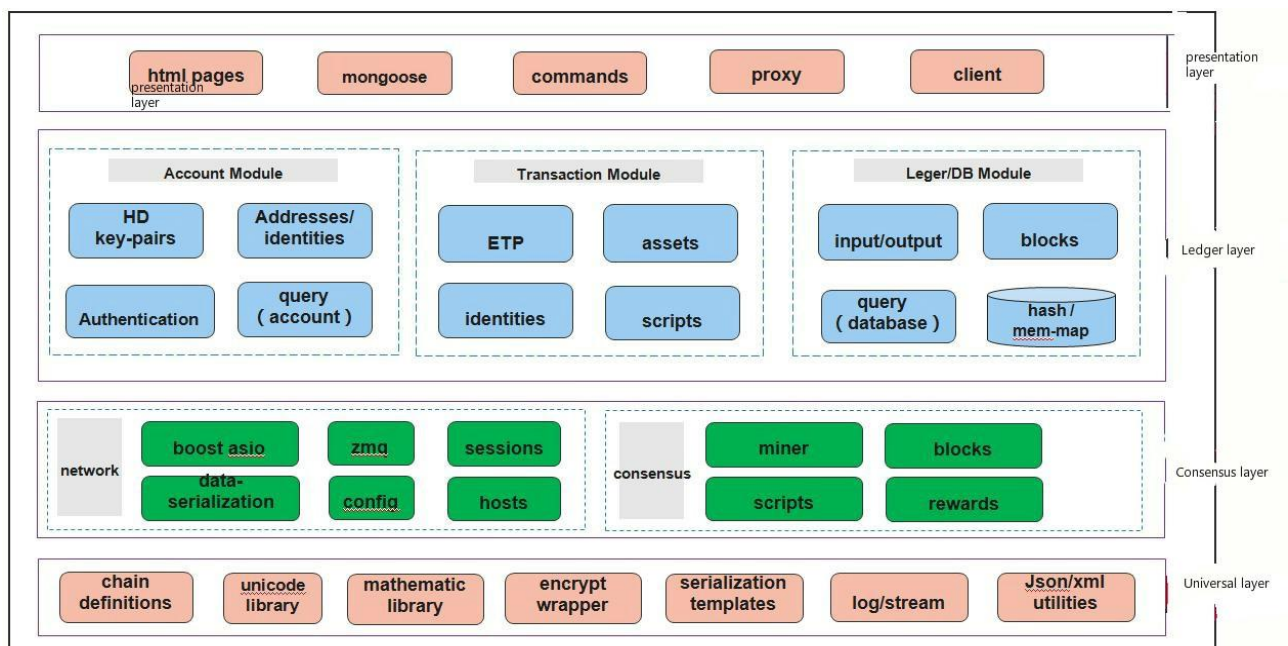 html pages
presentation
layer
mongoose
commands
proxy
client
presentation
layer
Account Module
HD
key-pairs
Addresses/
identities
Authentication
query
( account )
Transaction Module
ETP
assets
identities
scripts
Leger/DB Module
input/output
blocks
query
( database )
hash /
mem-map
Ledger layer
network
boost asio
zmq
sessions
data-
serialization
config
hosts
consensus
miner
blocks
scripts
rewards
Consensus layer
chain
definitions
unicode
library
mathematic
library
encrypt
wrapper
serialization
templates
log/stream
Json/xml
utilities
Universal layer